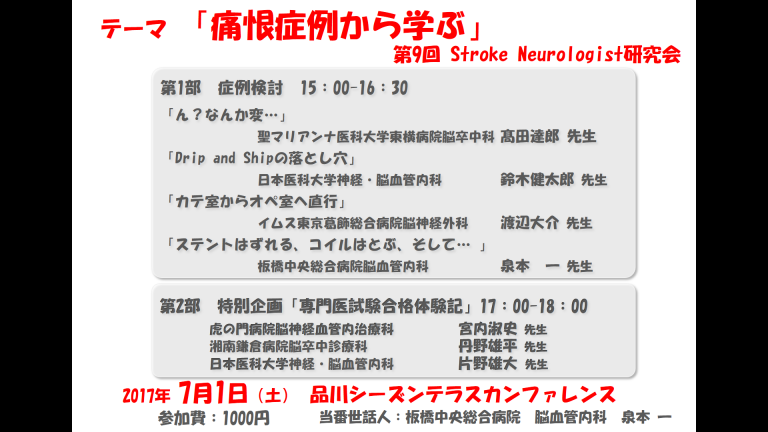 テーマ 「痛恨症例から学ぶ」
第9回 Stroke Neurologist研究会
第1部 症例検討 15：00-16：30
「ん？なんか変…」
聖マリアンナ医科大学東横病院脳卒中科 髙田達郎 先生
「Drip and Shipの落とし穴」
日本医科大学神経・脳血管内科 鈴木健太郎 先生
「カテ室からオペ室へ直行」
イムス東京葛飾総合病院脳神経外科 渡辺大介 先生
「ステントはずれる、コイルはとぶ、そして… 」
板橋中央総合病院脳血管内科 泉本 一 先生
第2部 特別企画「専門医試験合格体験記」17：00-18：00
虎の門病院脳神経血管内治療科 宮内淑史 先生
湘南鎌倉病院脳卒中診療科 丹野雄平 先生
日本医科大学神経・脳血管内科 片野雄大 先生
2017年 7月1日（土） 品川シーズンテラスカンファレンス
参加費：1000円 当番世話人：板橋中央総合病院 脳血管内科 泉本 一